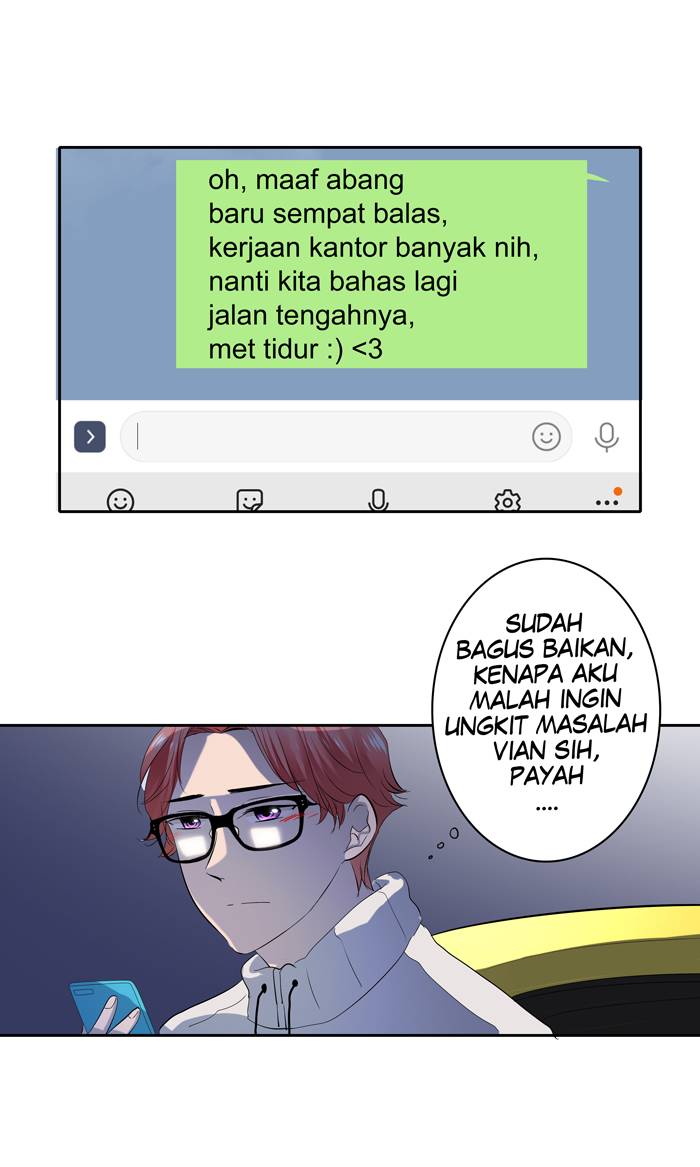 oh, maaf abang
baru sempat balas,
kerjaan kantor banyak nih,
nanti kita bahas lagi
jalan tengahnya,
met tidur :) <3
SUDAH
BAGUS BAIKAN,
KENAPA AKU
MALAH INGIN
UNGKIT MASALAH
VIAN SIH,
PAYAH
....